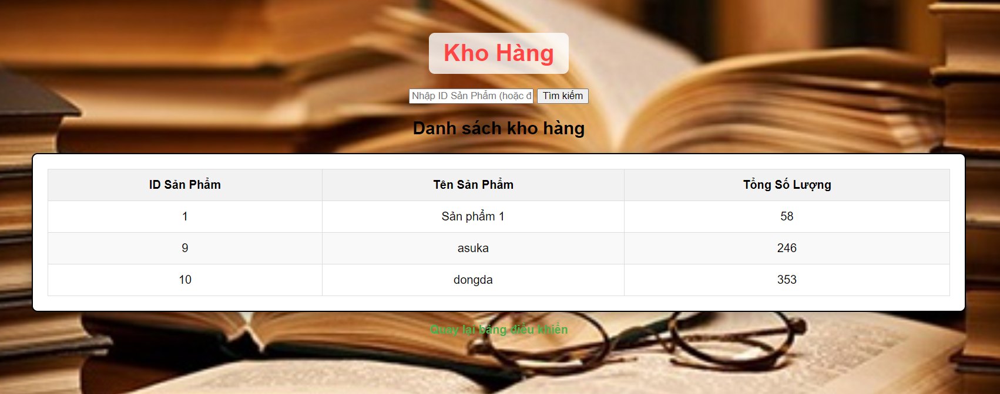 Kho Hàng
Nhập ID Sản Phẩm (hoặc đ Tìm kiếm
Danh sách kho hàng
ID Sản Phẩm Tên Sản Phẩm Tổng Số Lượng
1 Sản phẩm 1 58
9 asuka 246
10 dongda 353
Quay lại bảng điều khiển